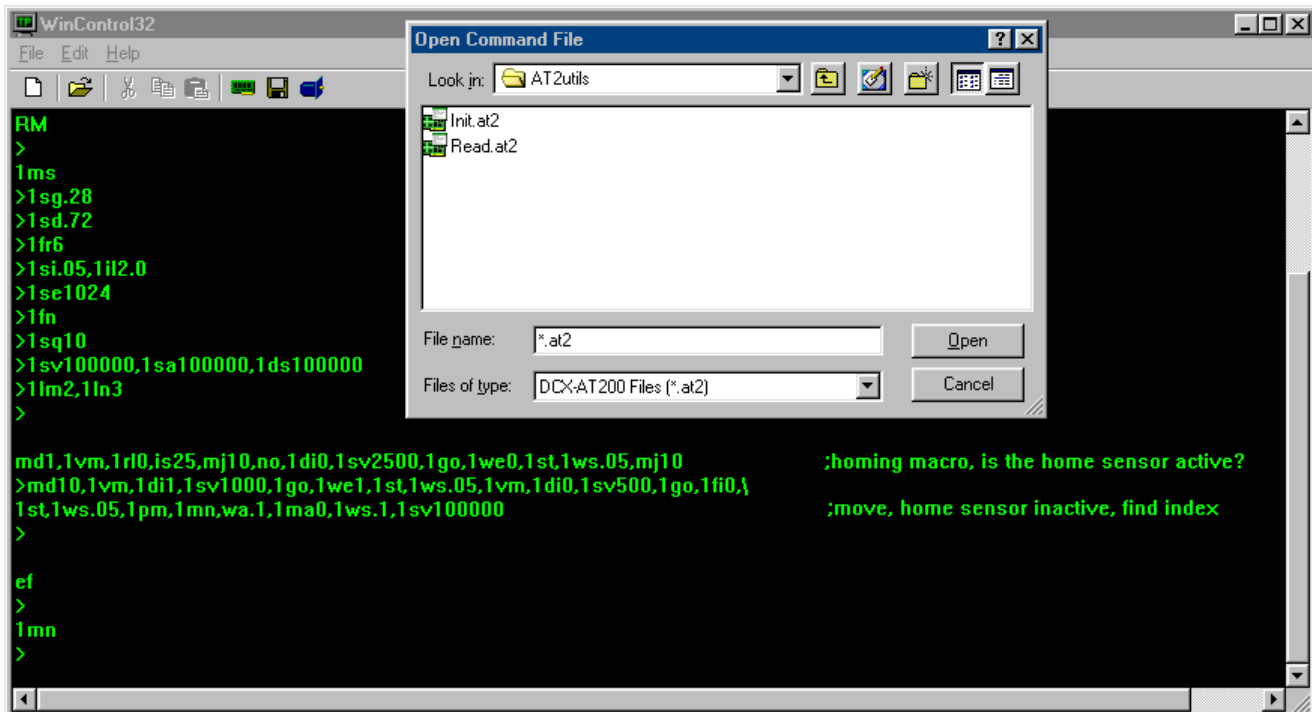 WinControl32
File Edit Help
RM
>
1ms
>1sg.28
>1sd.72
>1fr6
>1si.05,1il2.0
>1se1024
>1fn
>1sq10
>1sv100000,1sa100000,1ds100000
>1lm2,1ln3
>
md1,1vm,1rl0,is25,mj10,no,1di0,1sv2500,1go,1we0,1st,1ws.05,mj10 ;homing macro, is the home sensor active?
>md10,1vm,1di1,1sv1000,1go,1we1,1st,1ws.05,1vm,1di0,1sv500,1go,1fi0,\
1st,1ws.05,1pm,1mn,wa.1,1ma0,1ws.1,1sv100000 ;move, home sensor inactive, find index
>
ef
>
1mn
>
Open Command File
Look in: AT2utils
Init.at2
Read.at2
File name: *.at2 Open
Files of type: DCX-AT200 Files (*.at2) Cancel